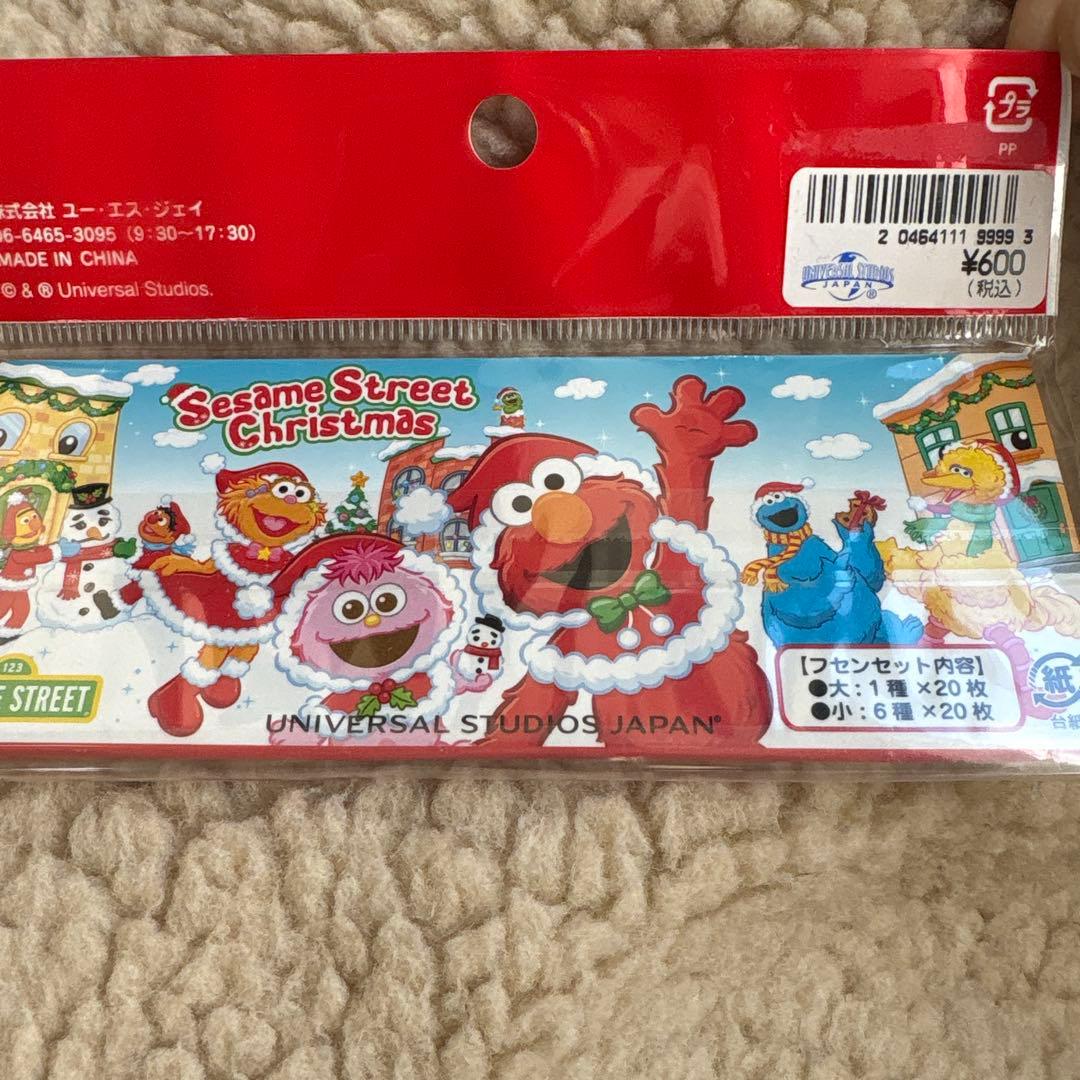 プラ
PP
式会社 ユー・エス・ジェイ
06-6465-3095 (9:30〜17:30)
MADE IN CHINA
© & ® Universal Studios.
2 0464111 9999 3
¥600
(税込)
UNIVERSAL STUDIOS
JAPAN ®
Sesame Street
Christmas
123
STREET
【フセンセット内容】
●大:1種×20枚
●小:6種×20枚
紙
台紙
UNIVERSAL STUDIOS JAPAN®